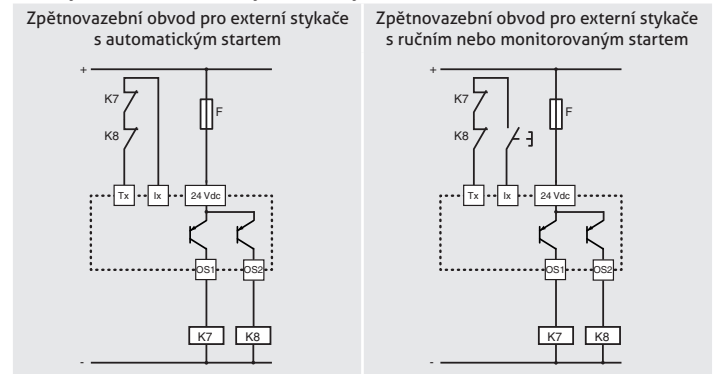 Zpětnovazební obvod pro externí stykače
s automatickým startem
+
K7
K8
F
Tx
Ix
24 Vdc
OS1
OS2
K7
K8
-
Zpětnovazební obvod pro externí stykače
s ručním nebo monitorovaným startem
+
K7
K8
F
Tx
Ix
24 Vdc
OS1
OS2
K7
K8
-